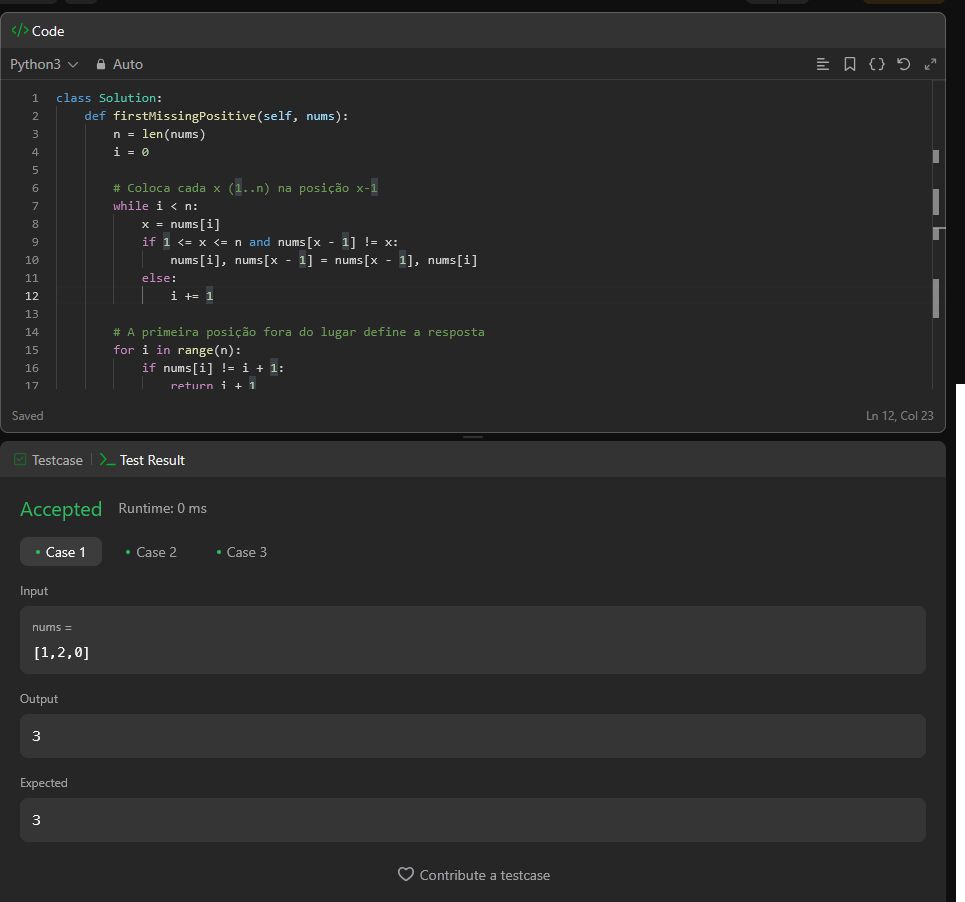 </> Code
Python3 Auto
1 class Solution:
2     def firstMissingPositive(self, nums):
3         n = len(nums)
4         i = 0
5
6         # Coloca cada x (1..n) na posição x-1
7         while i < n:
8             x = nums[i]
9             if 1 <= x <= n and nums[x - 1] != x:
10                 nums[i], nums[x - 1] = nums[x - 1], nums[i]
11             else:
12                 i += 1
13
14         # A primeira posição fora do lugar define a resposta
15         for i in range(n):
16             if nums[i] != i + 1:
17                 return i + 1
Saved Ln 12, Col 23
Testcase Test Result
Accepted Runtime: 0 ms
Case 1 Case 2 Case 3
Input
nums =
[1,2,0]
Output
3
Expected
3
Contribute a testcase